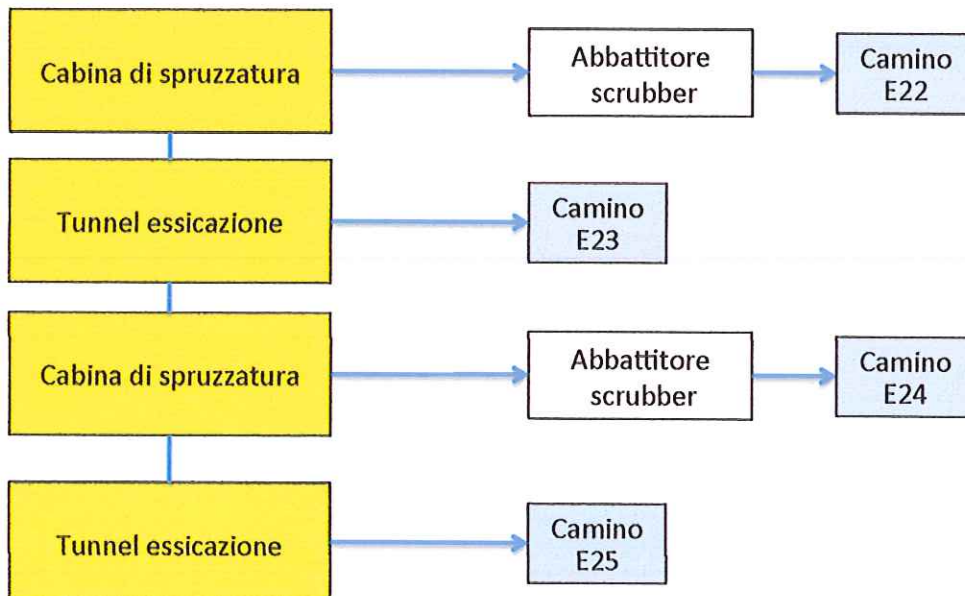 Cabina di spruzzatura
Abbattitore
scrubber
Camino
E22
Tunnel essicazione
Camino
E23
Cabina di spruzzatura
Abbattitore
scrubber
Camino
E24
Tunnel essicazione
Camino
E25